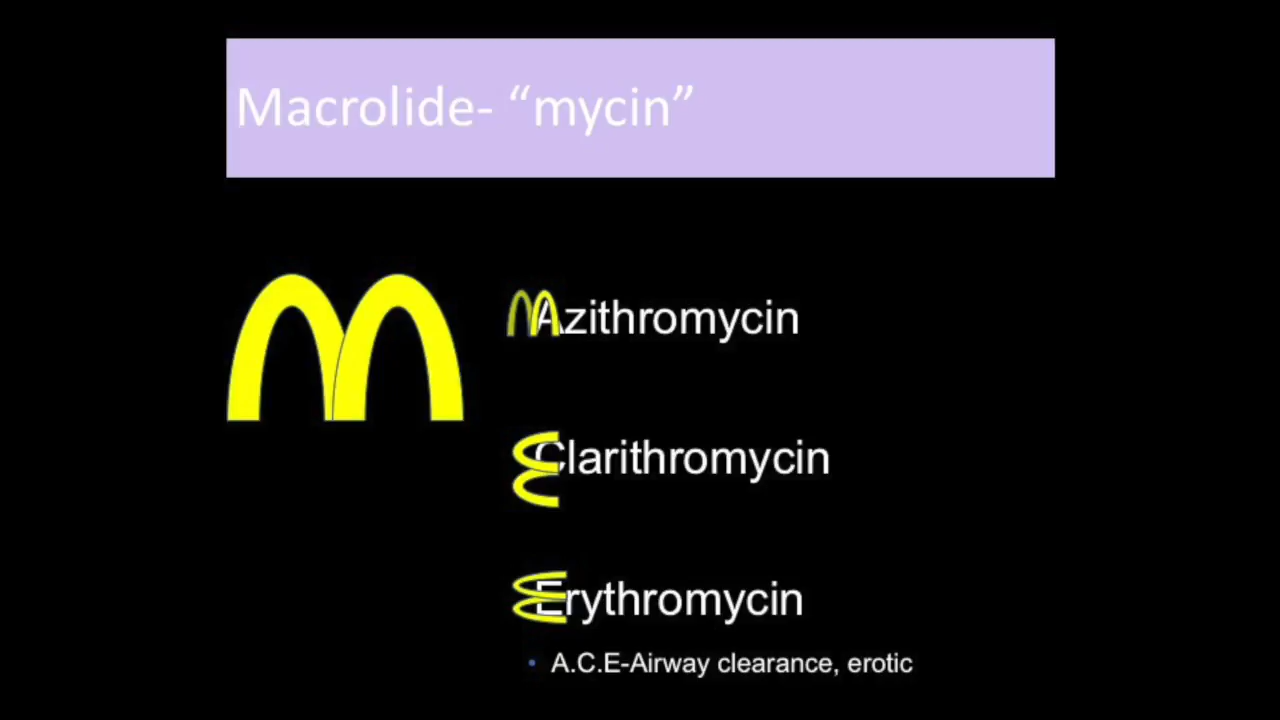 Macrolide- “mycin”
Azithromycin
Clarithromycin
Erythromycin
• A.C.E-Airway clearance, erotic